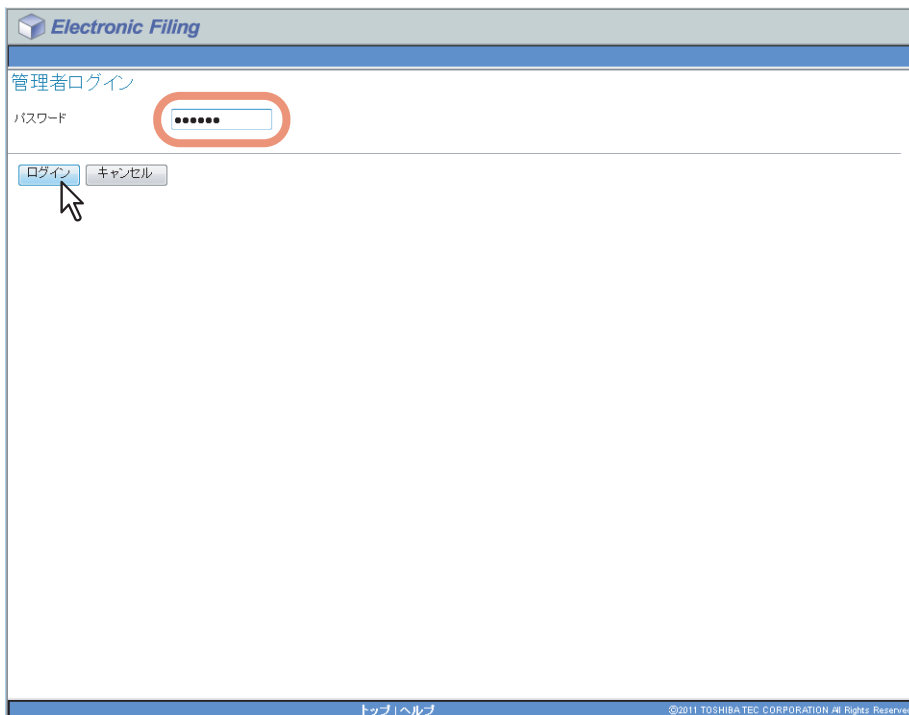 Electronic Filing
管理者ログイン
パスワード ••••••
ログイン キャンセル
トップ | ヘルプ ©2011 TOSHIBA TEC CORPORATION All Rights Reserved